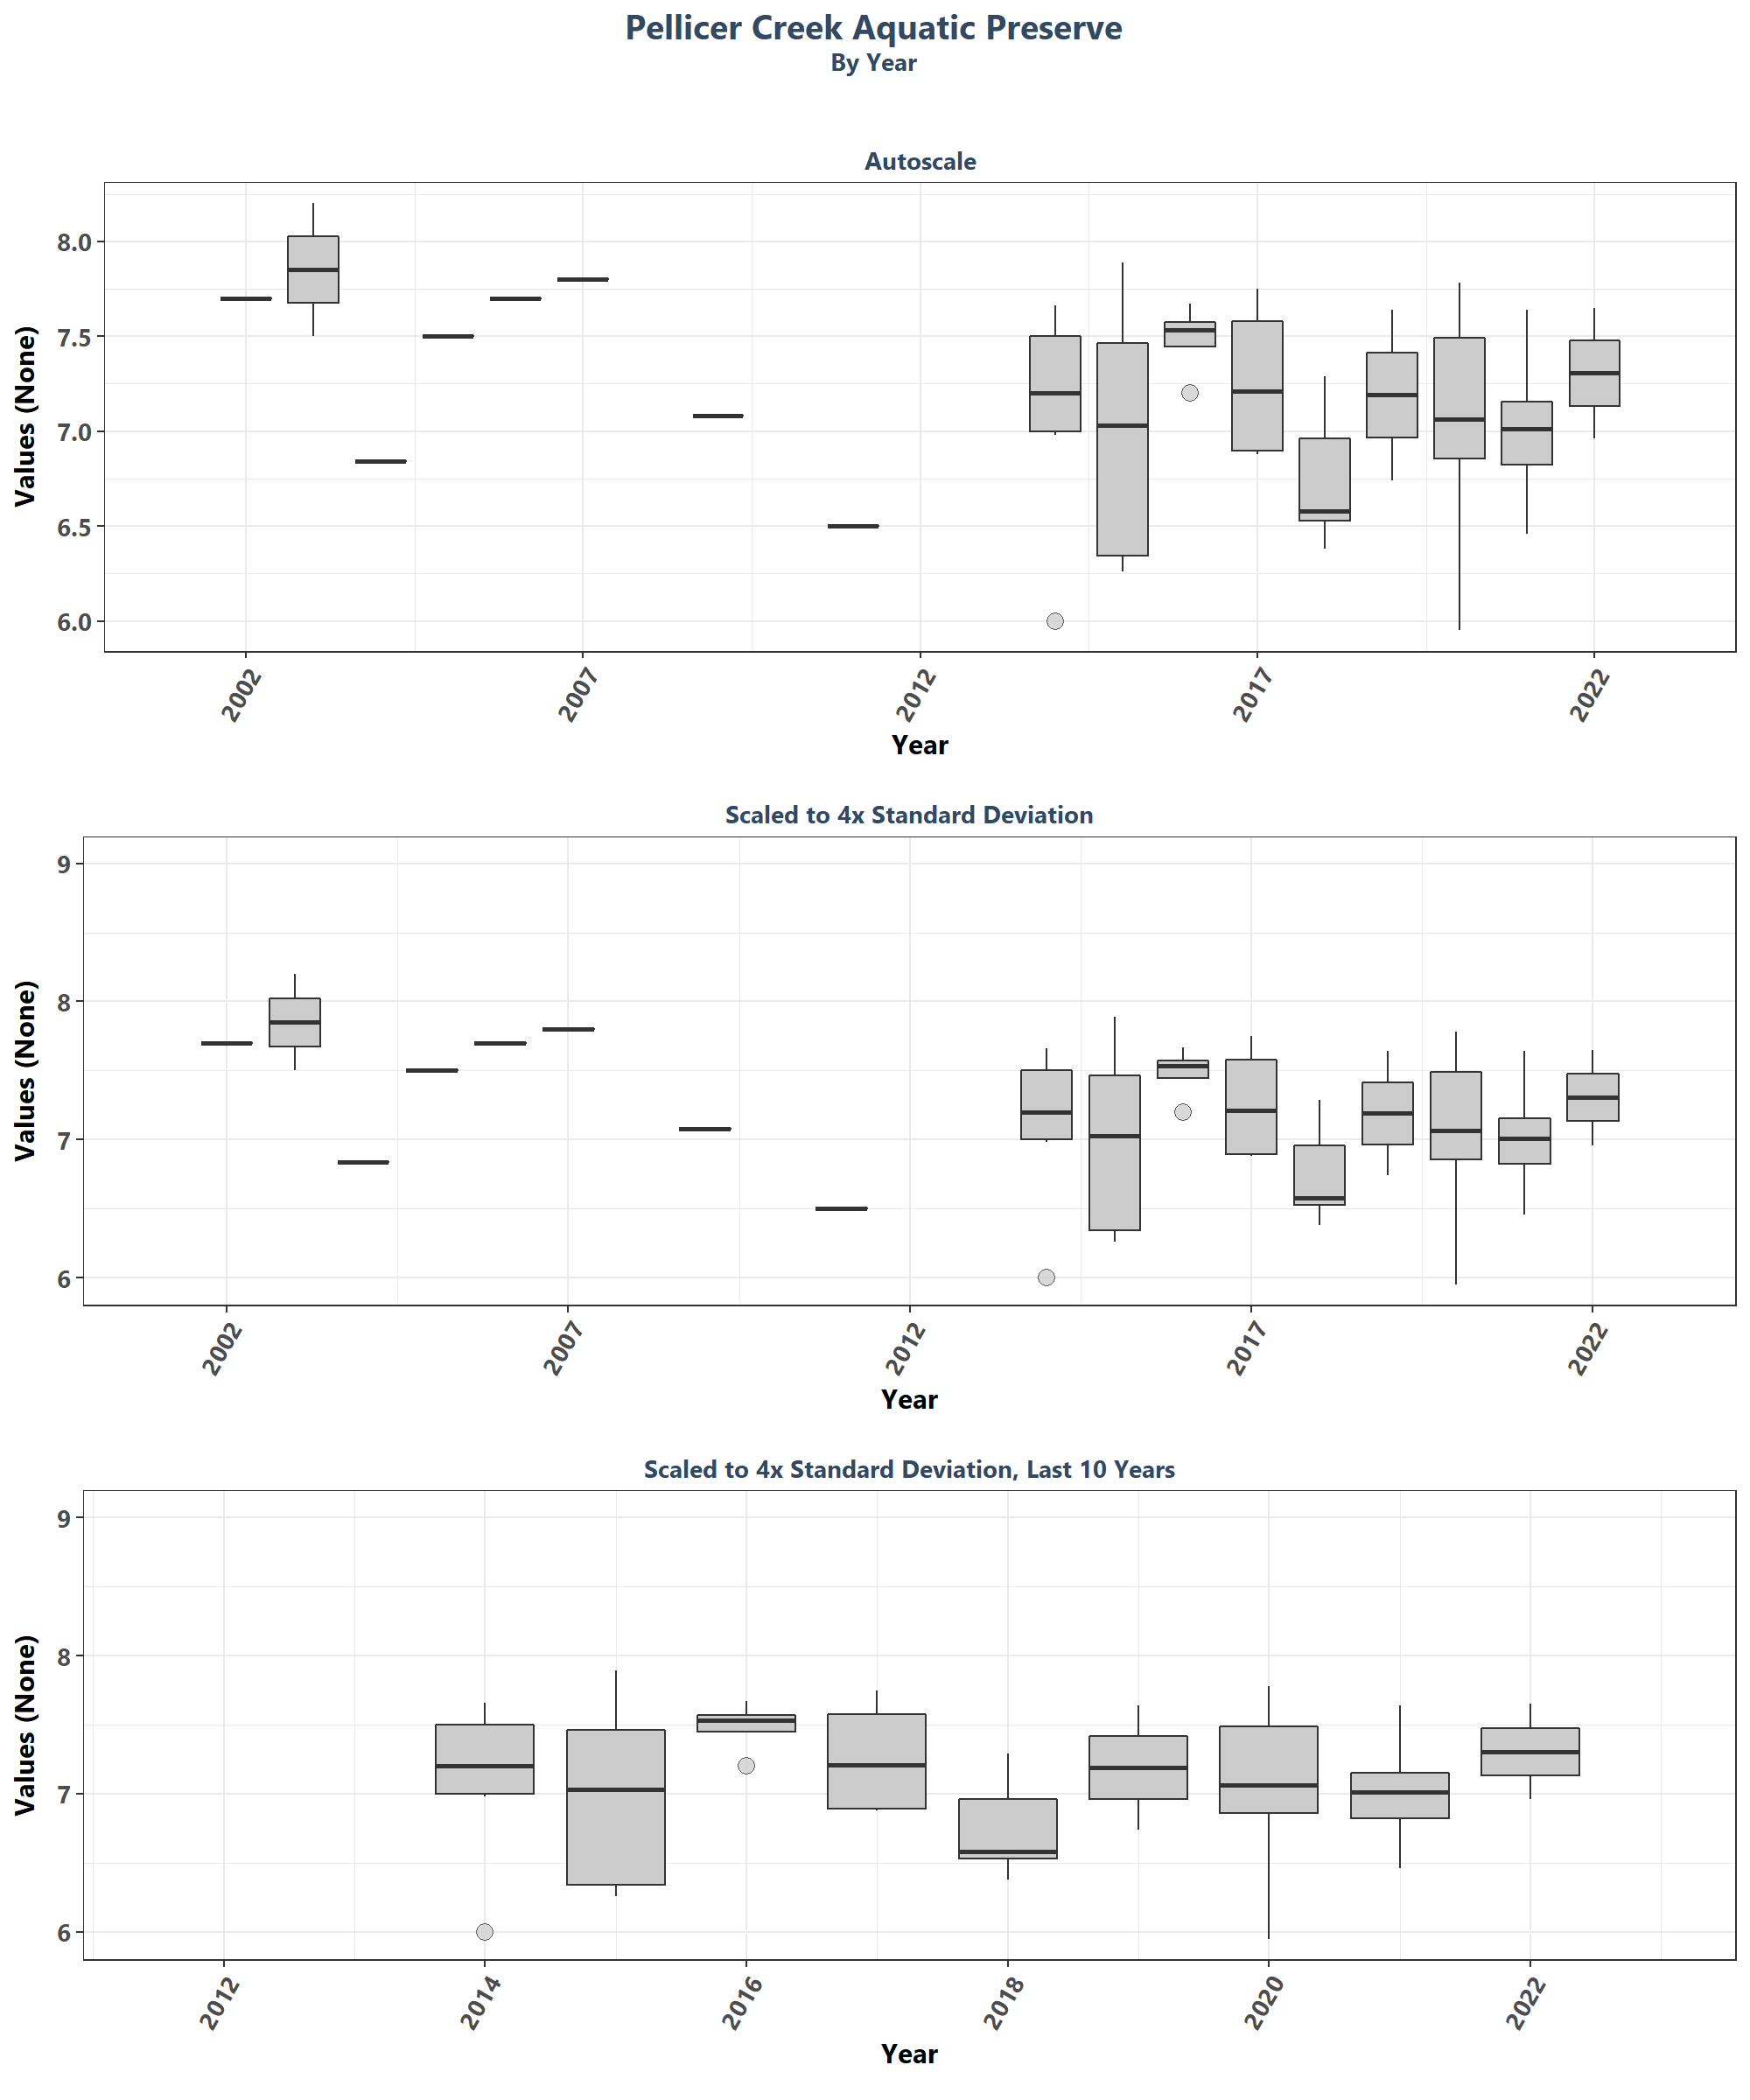 Pellicer Creek Aquatic Preserve
By Year
Autoscale
Values (None)
8.0
7.5
7.0
6.5
6.0
2002
2007
2012
2017
2022
Year
Scaled to 4x Standard Deviation
Values (None)
9
8
7
6
2002
2007
2012
2017
2022
Year
Scaled to 4x Standard Deviation, Last 10 Years
Values (None)
9
8
7
6
2012
2014
2016
2018
2020
2022
Year